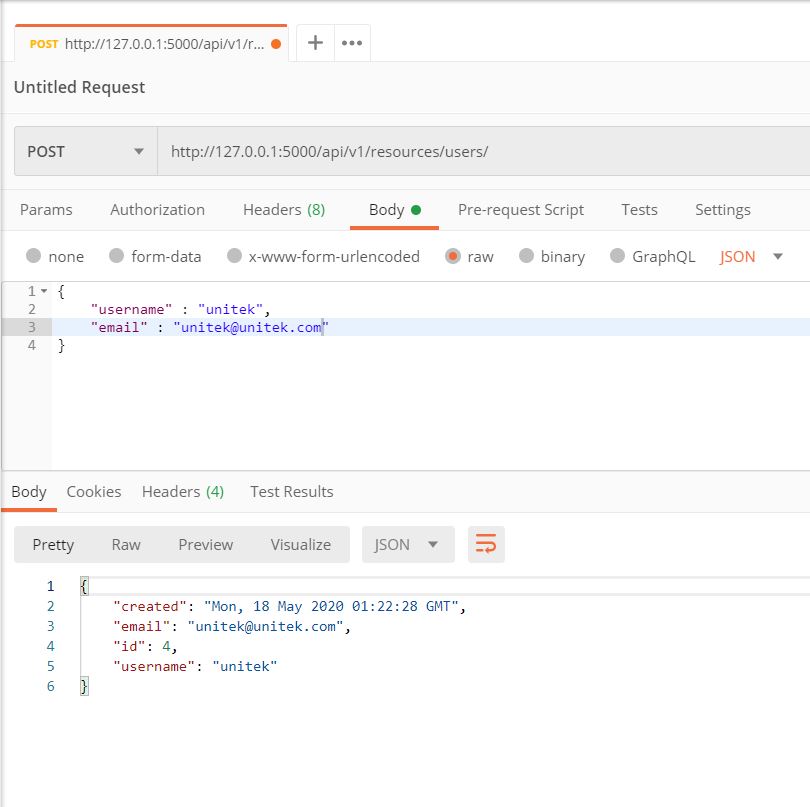 POST http://127.0.0.1:5000/api/v1/r... + •••
Untitled Request
POST http://127.0.0.1:5000/api/v1/resources/users/
Params Authorization Headers (8) Body Pre-request Script Tests Settings
none form-data x-www-form-urlencoded raw binary GraphQL JSON
1 {
2 "username" : "unitek",
3 "email" : "unitek@unitek.com"
4 }
Body Cookies Headers (4) Test Results
Pretty Raw Preview Visualize JSON
1 {
2 "created": "Mon, 18 May 2020 01:22:28 GMT",
3 "email": "unitek@unitek.com",
4 "id": 4,
5 "username": "unitek"
6 }